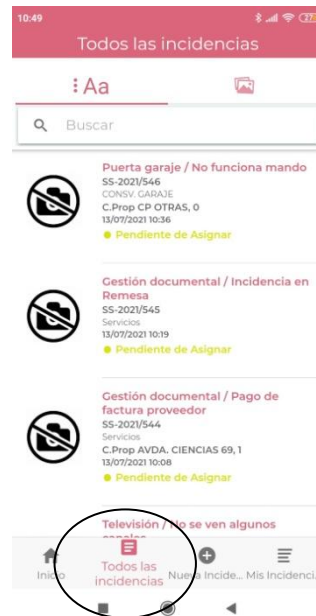 10:49
27
Todos las incidencias
Aa
Buscar
Puerta garaje / No funciona mando
SS-2021/546
CONSV. GARAJE
C.Prop CP OTRAS, 0
13/07/2021 10:36
Pendiente de Asignar
Gestión documental / Incidencia en
Remesa
SS-2021/545
Servicios
13/07/2021 10:19
Pendiente de Asignar
Gestión documental / Pago de
factura proveedor
SS-2021/544
Servicios
C.Prop AVDA. CIENCIAS 69, 1
13/07/2021 10:08
Pendiente de Asignar
Televisión / No se ven algunos
canales
Inicio
Todos las
incidencias
Nueva Incide...
Mis Incidenci...